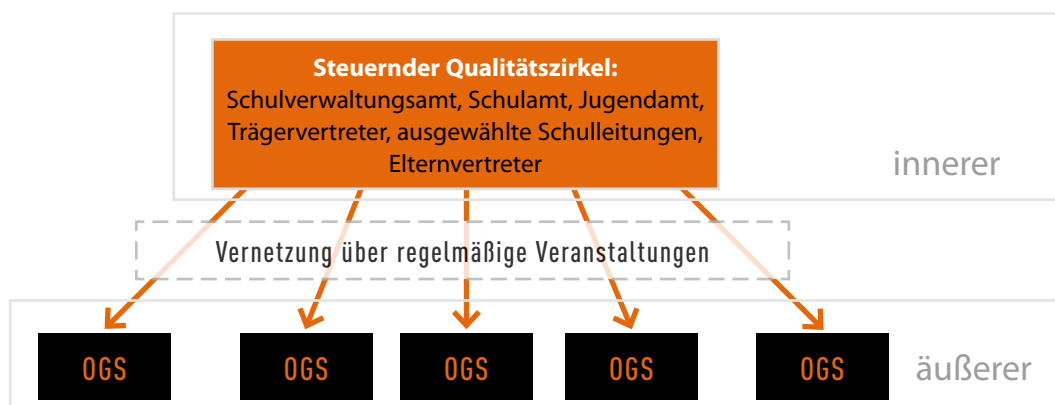 Steuernder Qualitätszirkel:
Schulverwaltungsamt, Schulamt, Jugendamt,
Trägervertreter, ausgewählte Schulleitungen,
Elternvertreter
innerer
Vernetzung über regelmäßige Veranstaltungen
OGS
OGS
OGS
OGS
OGS
äußerer